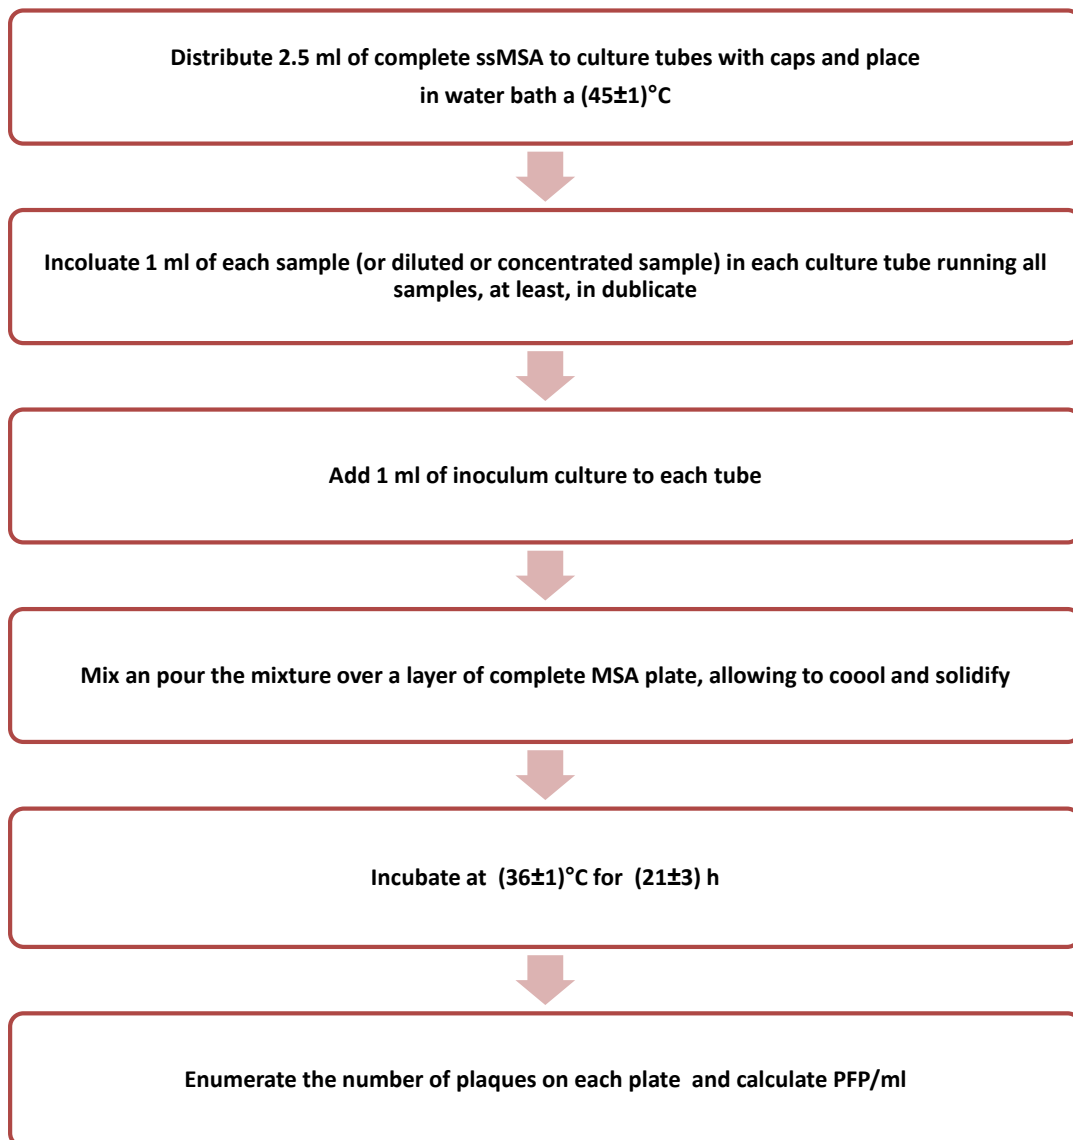 Distribute 2.5 ml of complete ssMSA to culture tubes with caps and place
in water bath a (45±1)°C
Incoluate 1 ml of each sample (or diluted or concentrated sample) in each culture tube running all
samples, at least, in dublicate
Add 1 ml of inoculum culture to each tube
Mix an pour the mixture over a layer of complete MSA plate, allowing to coool and solidify
Incubate at  (36±1)°C for  (21±3) h
Enumerate the number of plaques on each plate  and calculate PFP/ml